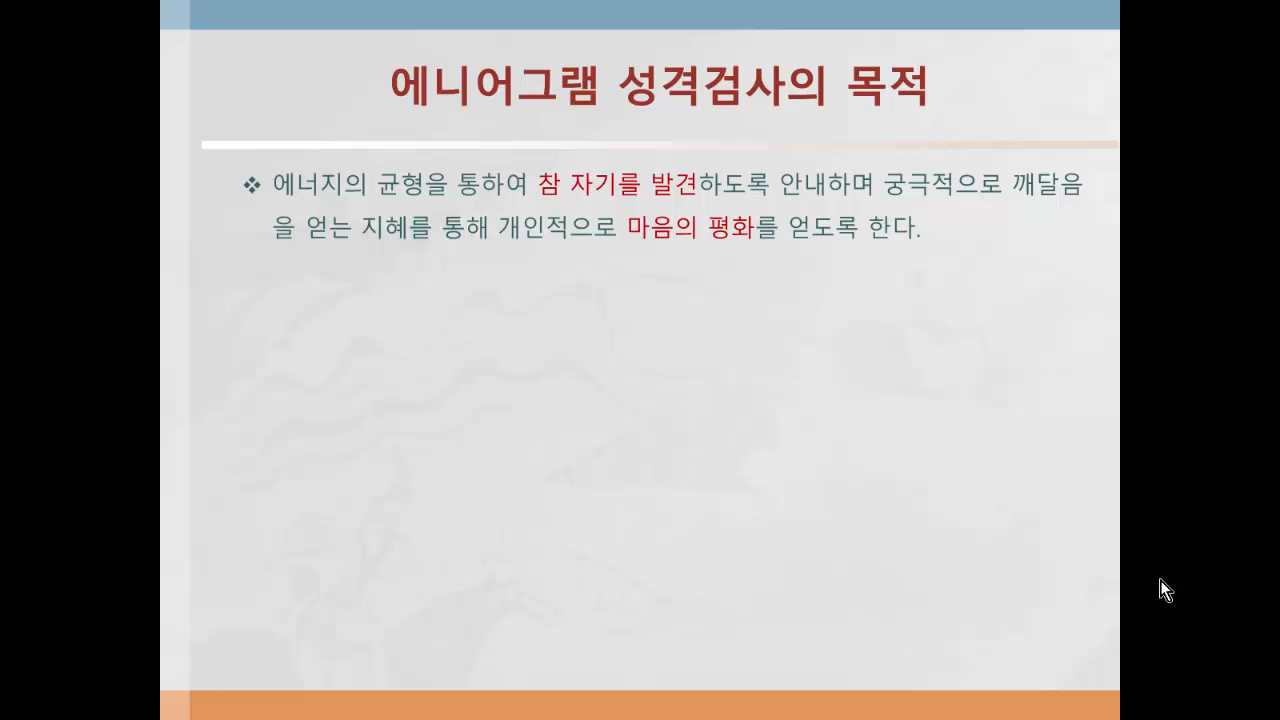 에니어그램 성격검사의 목적
❖ 에너지의 균형을 통하여 참 자기를 발견하도록 안내하며 궁극적으로 깨달음
을 얻는 지혜를 통해 개인적으로 마음의 평화를 얻도록 한다.